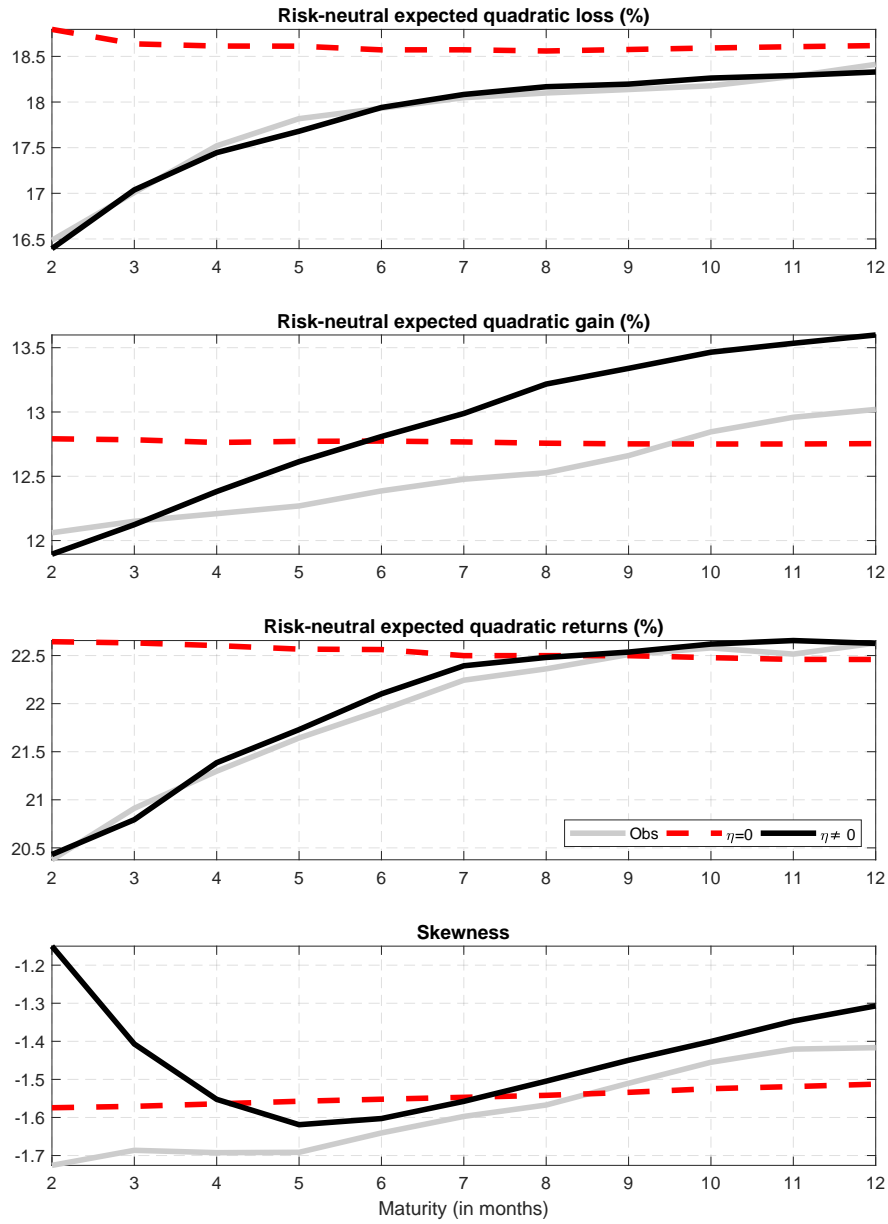 Risk-neutral expected quadratic loss (%)
18.5
18
17.5
17
16.5
2 3 4 5 6 7 8 9 10 11 12
Risk-neutral expected quadratic gain (%)
13.5
13
12.5
12
2 3 4 5 6 7 8 9 10 11 12
Risk-neutral expected quadratic returns (%)
22.5
22
21.5
21
20.5
Obs η=0 η≠ 0
2 3 4 5 6 7 8 9 10 11 12
Skewness
-1.2
-1.3
-1.4
-1.5
-1.6
-1.7
2 3 4 5 6 7 8 9 10 11 12
Maturity (in months)